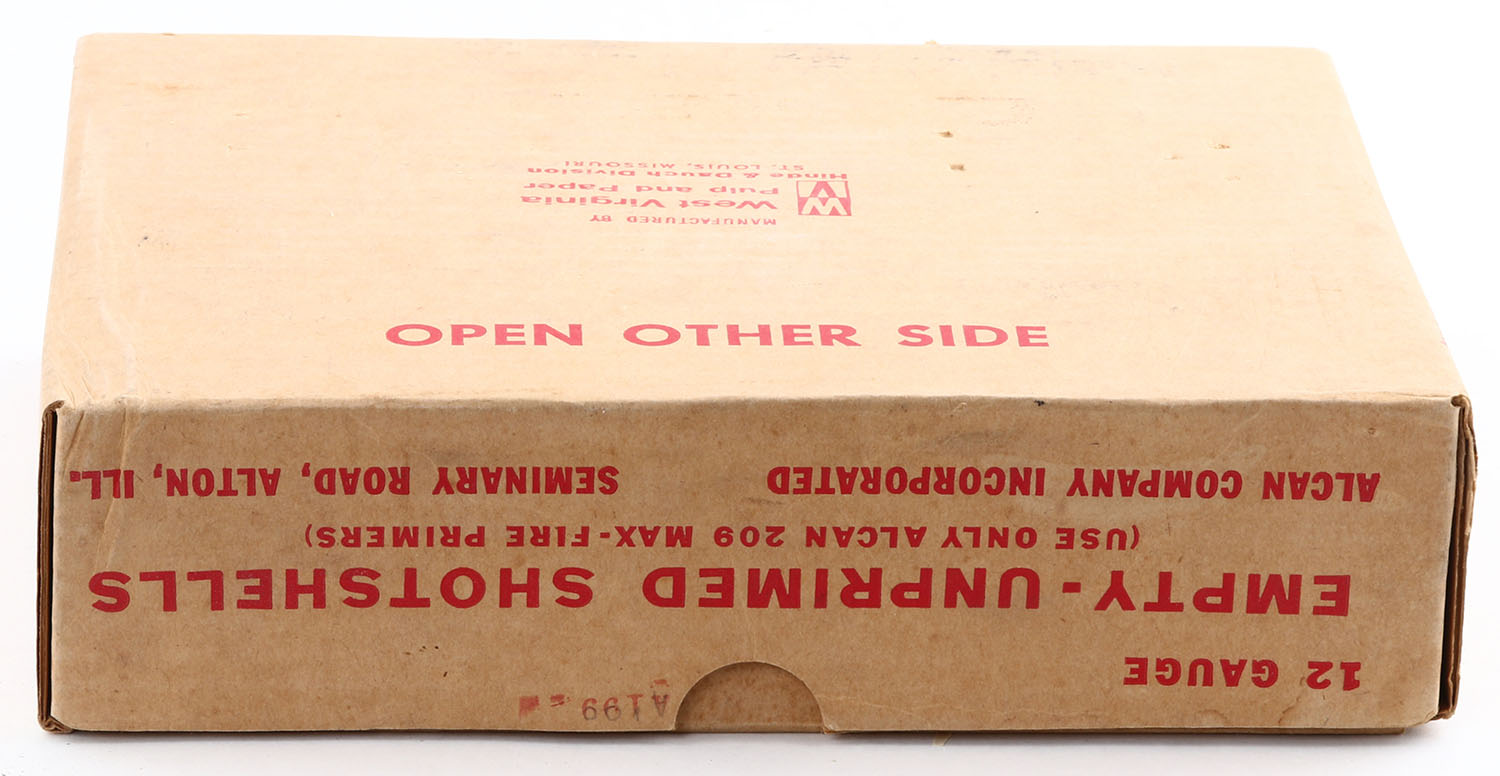 MANUFACTURED BY
WV West Virginia
Pulp and Paper
Hinde & Dauch Division
ST. LOUIS, MISSOURI
OPEN OTHER SIDE
12 GAUGE
EMPTY-UNPRIMED SHOTSHELLS
(USE ONLY ALCAN 209 MAX-FIRE PRIMERS)
ALCAN COMPANY INCORPORATED SEMINARY ROAD, ALTON, ILL.